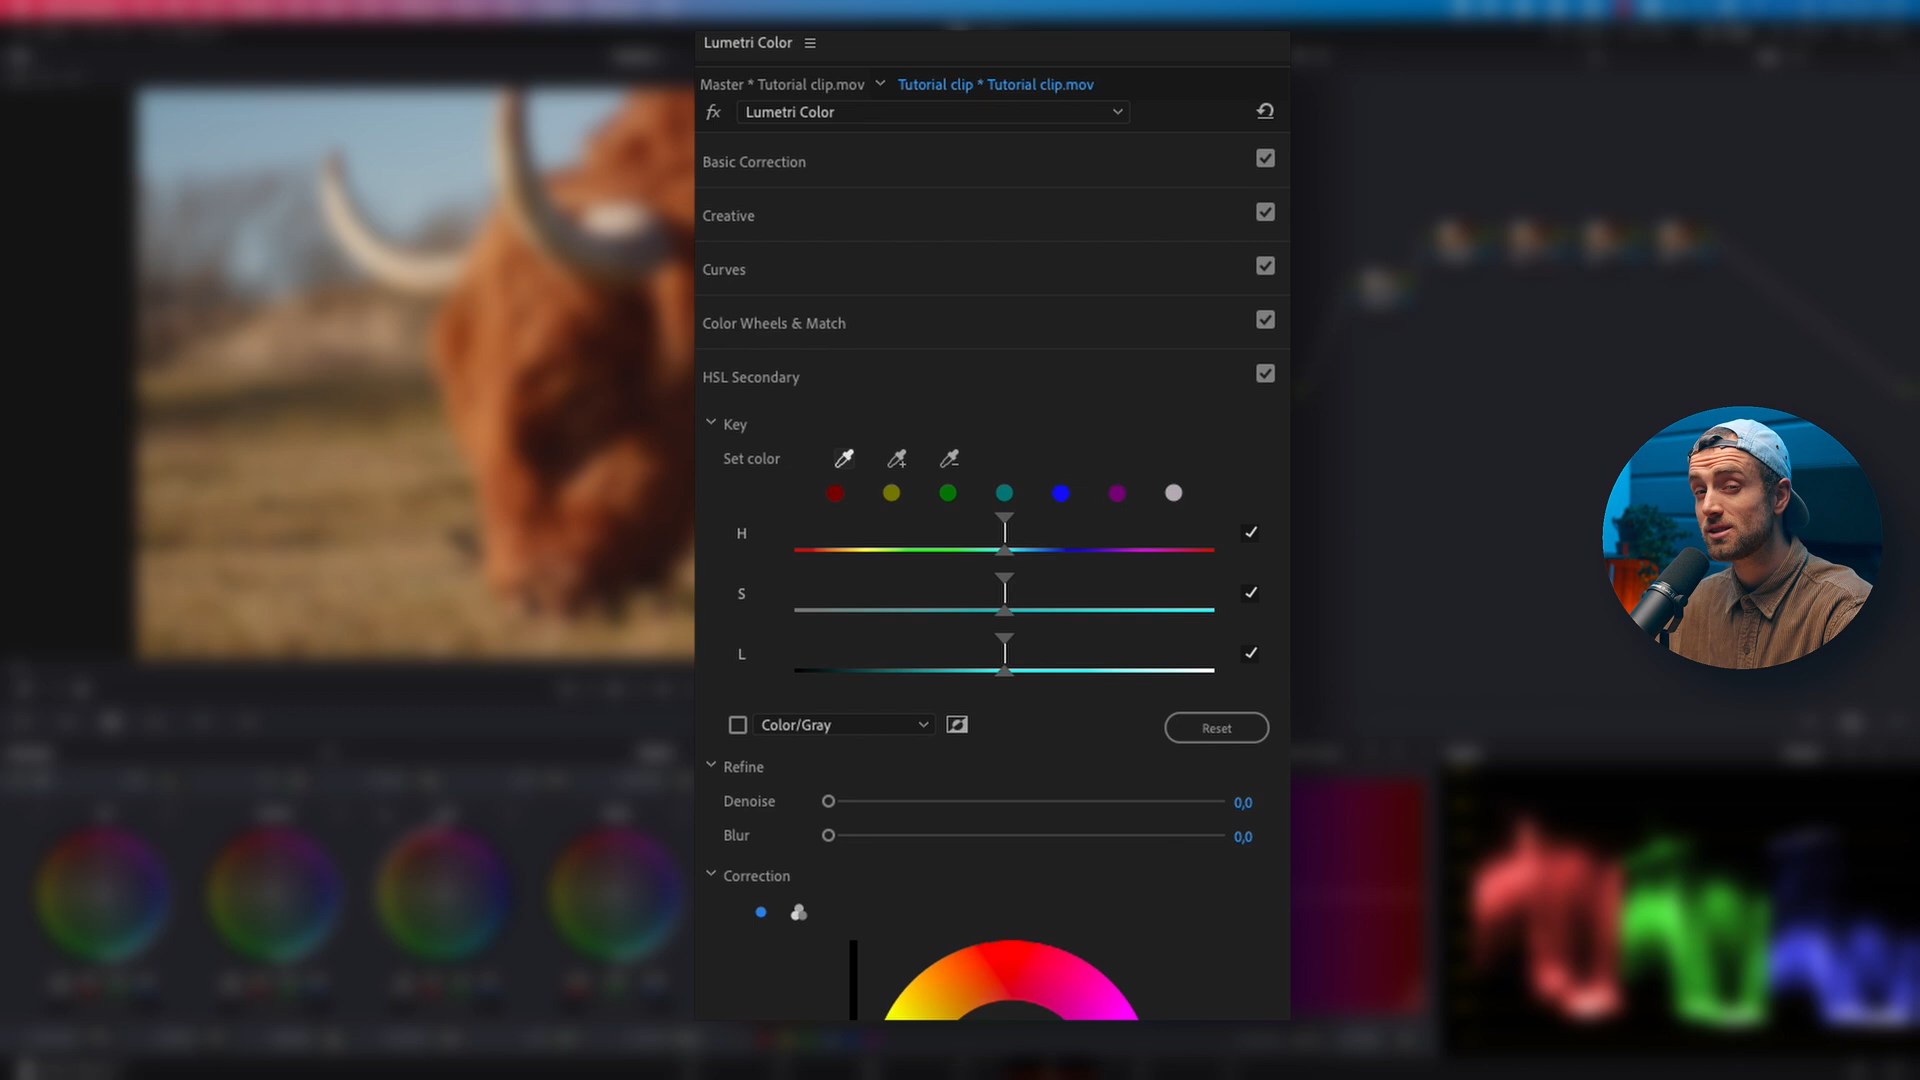 Lumetri Color
Master * Tutorial clip.mov
Tutorial clip * Tutorial clip.mov
fx
Lumetri Color
Basic Correction
Creative
Curves
Color Wheels & Match
HSL Secondary
Key
Set color
H
S
L
Color/Gray
Reset
Refine
Denoise
0,0
Blur
0,0
Correction